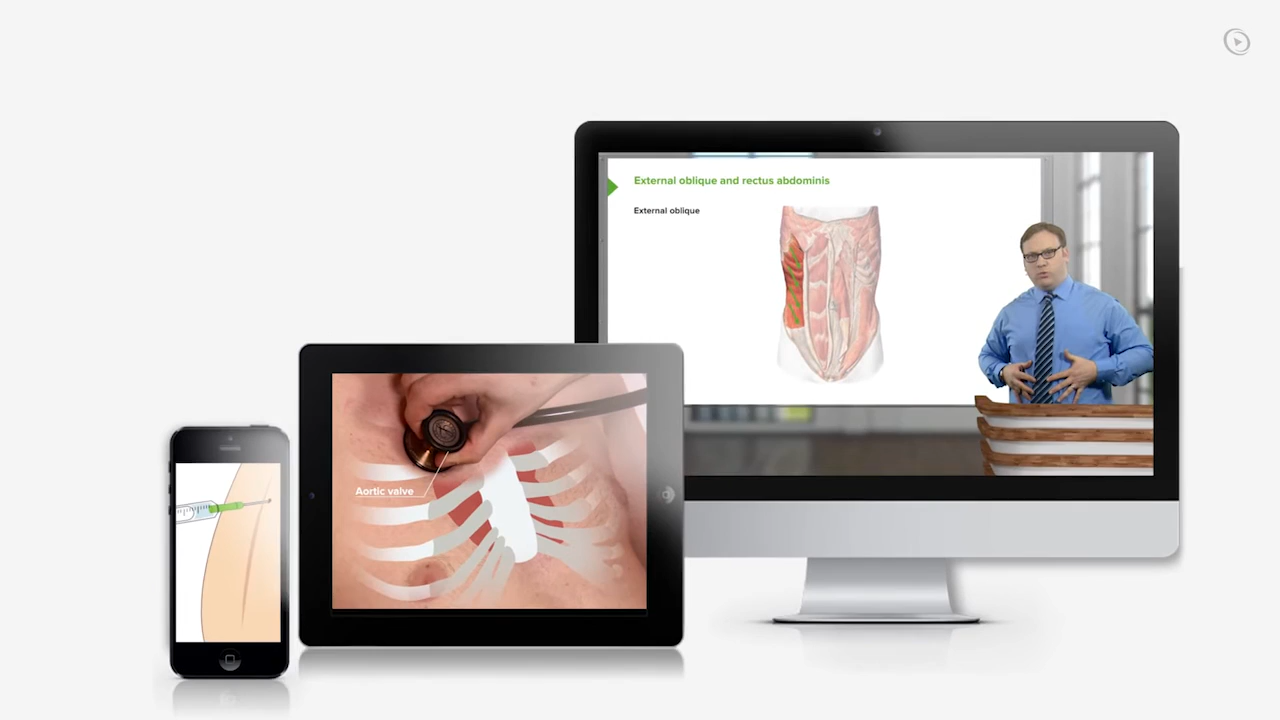 External oblique and rectus abdominis
External oblique
Aortic valve